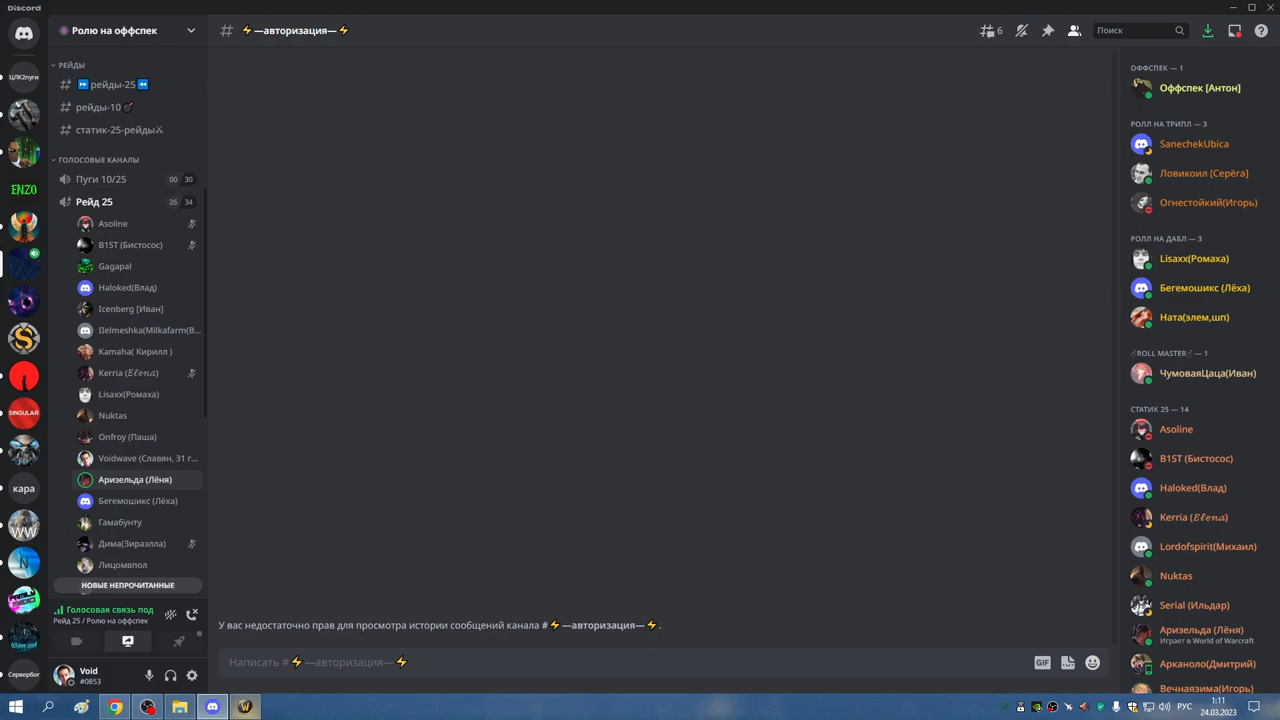 Discord
Ролю на оффспек
⚡—авторизация—⚡
6
Поиск
ЦЛК2пуги
ENZO
SINGULAR
кара
WW
N
Сервербог
РЕЙДЫ
⏩рейды-25⏪
рейды-10💣
статик-25-рейды⚔
ГОЛОСОВЫЕ КАНАЛЫ
Пуги 10/25 00 30
Рейд 25 26 34
Asoline
B1ST (Бистосос)
Gagapal
Haloked(Влад)
Icenberg [Иван]
IIelmeshka(Milkafarm(B...
Kamaha( Кирилл )
Kerria (𝓔𝓵𝓮𝓷𝓪)
Lisaxx(Ромаха)
Nuktas
Onfroy (Паша)
Voidwave (Славян, 31 г...
Аризельда (Лёня)
Бегемошикс (Лёха)
Гамабунту
Дима(Зираэлла)
Лицомвпол
НОВЫЕ НЕПРОЧИТАННЫЕ
Голосовая связь под
Рейд 25 / Ролю на оффспек
Void
#0853
У вас недостаточно прав для просмотра истории сообщений канала #⚡—авторизация—⚡.
Написать #⚡—авторизация—⚡
GIF
ОФФСПЕК — 1
Оффспек [Антон]
РОЛЛ НА ТРИПЛ — 3
SanechekUbica
Ловикоил [Серёга]
Огнестойкий(Игорь)
РОЛЛ НА ДАБЛ — 3
Lisaxx(Ромаха)
Бегемошикс (Лёха)
Ната(элем,шп)
☄ROLL MASTER☄ — 1
ЧумоваяЦаца(Иван)
СТАТИК 25 — 14
Asoline
B1ST (Бистосос)
Haloked(Влад)
Kerria (𝓔𝓵𝓮𝓷𝓪)
Lordofspirit(Михаил)
Nuktas
Serial (Ильдар)
Аризельда (Лёня)
Играет в World of Warcraft
Арканоло(Дмитрий)
Вечнаязима(Игорь)
РУС
1:11
24.03.2023